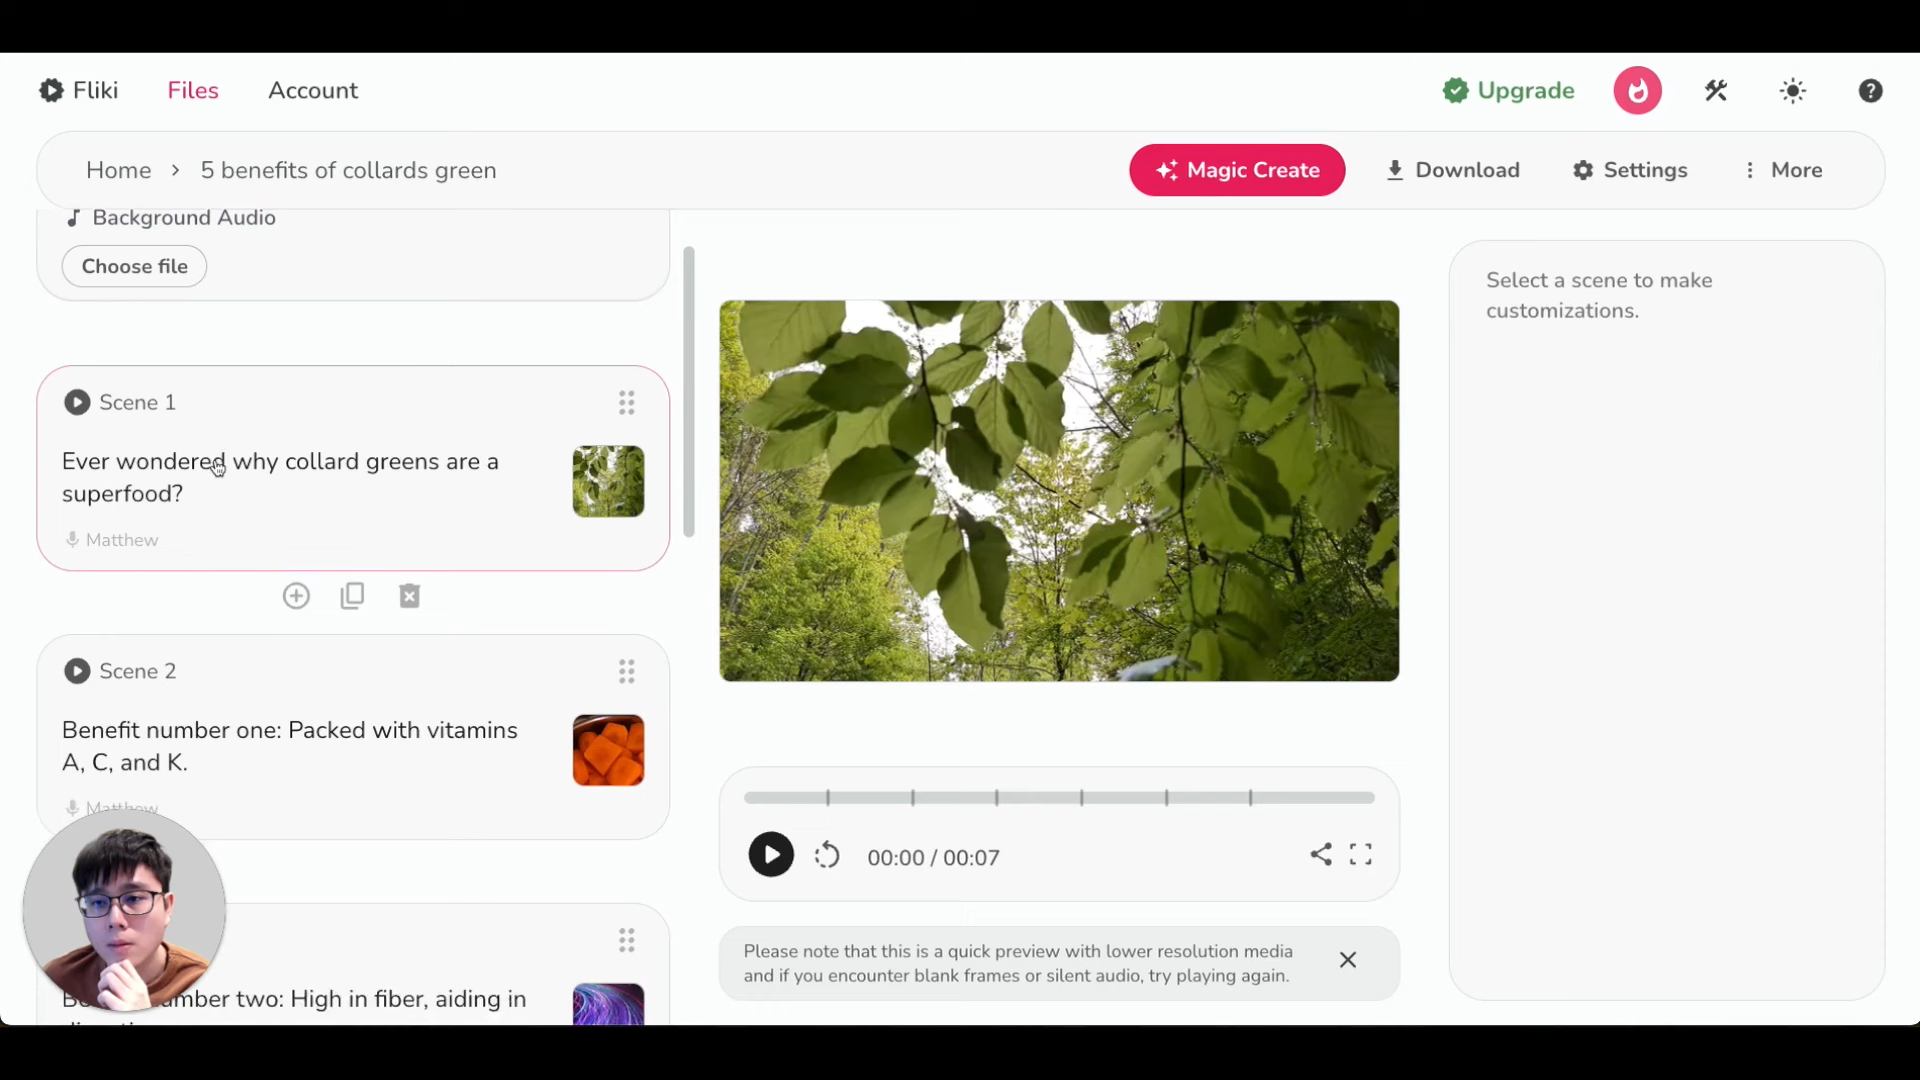 Fliki
Files
Account
Upgrade
Home
5 benefits of collards green
Magic Create
Download
Settings
More
Background Audio
Choose file
Scene 1
Ever wondered why collard greens are a
superfood?
Matthew
Scene 2
Benefit number one: Packed with vitamins
A, C, and K.
Matthew
number two: High in fiber, aiding in
00:00 / 00:07
Please note that this is a quick preview with lower resolution media
and if you encounter blank frames or silent audio, try playing again.
Select a scene to make
customizations.